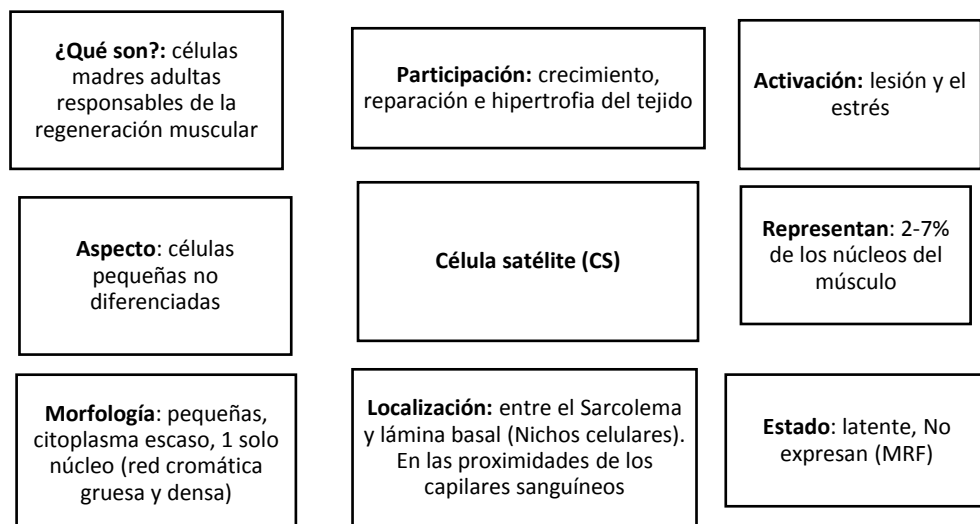 ¿Qué son?: células
madres adultas
responsables de la
regeneración muscular
Participación: crecimiento,
reparación e hipertrofia del tejido
Activación: lesión y el
estrés
Aspecto: células
pequeñas no
diferenciadas
Célula satélite (CS)
Representan: 2-7%
de los núcleos del
músculo
Morfología: pequeñas,
citoplasma escaso, 1 solo
núcleo (red cromática
gruesa y densa)
Localización: entre el Sarcolema
y lámina basal (Nichos celulares).
En las proximidades de los
capilares sanguíneos
Estado: latente, No
expresan (MRF)